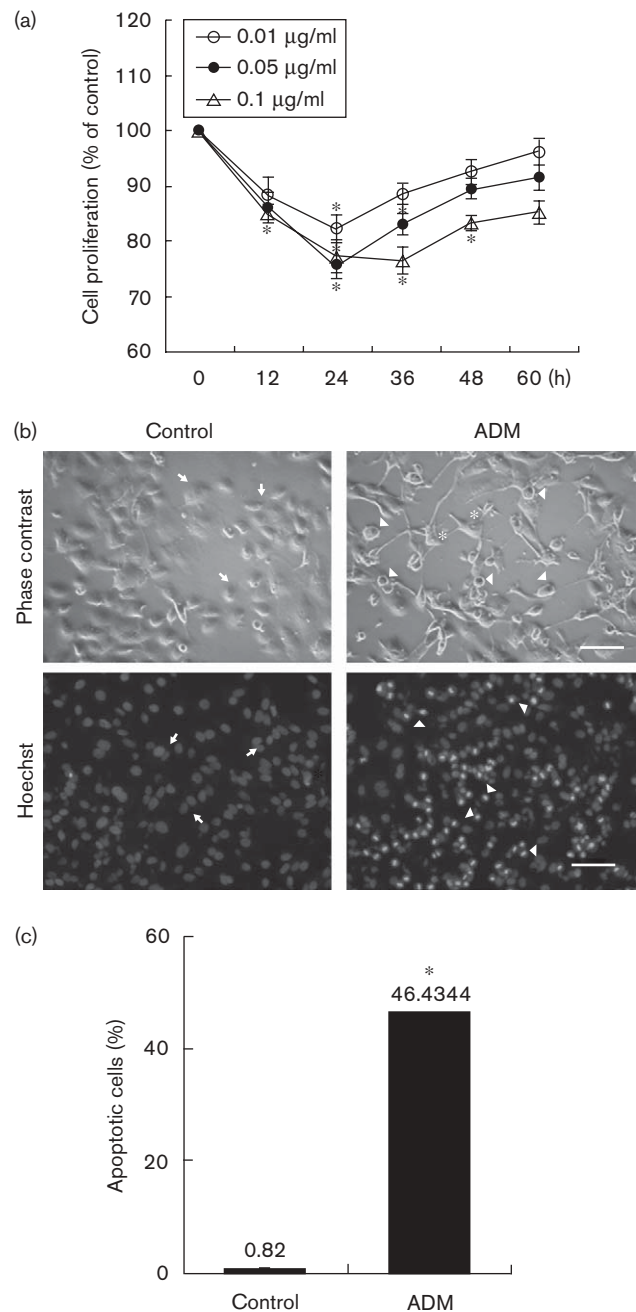 (a)
120
110
100
90
80
70
60
Cell proliferation (% of control)
0.01 μg/ml
0.05 μg/ml
0.1 μg/ml
*
*
*
*
*
*
*
0 12 24 36 48 60 (h)
(b)
Control ADM
Phase contrast
*
*
Hoechst
(c)
60
40
20
0
Apoptotic cells (%)
0.82
*
46.4344
Control ADM